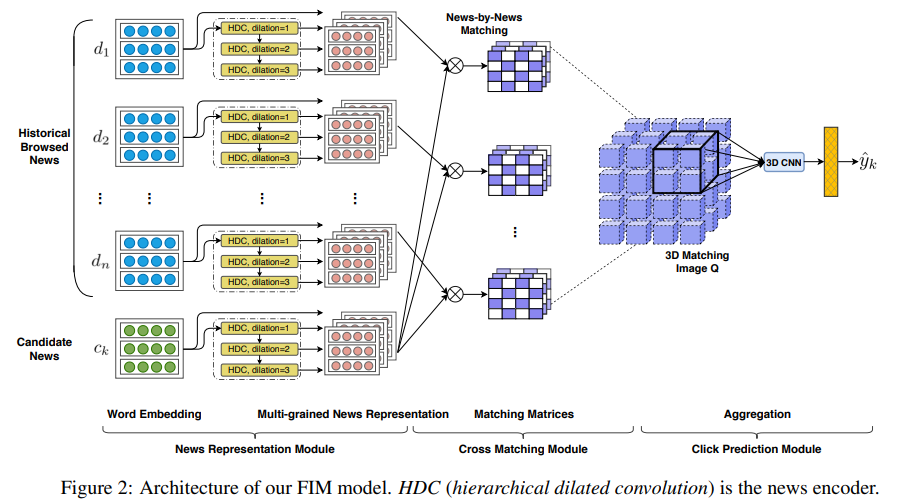 News-by-News
Matching
d₁
HDC, dilation=1
HDC, dilation=2
HDC, dilation=3
Historical
Browsed
News
d₂
HDC, dilation=1
HDC, dilation=2
HDC, dilation=3
3D CNN
ŷₖ
dₙ
HDC, dilation=1
HDC, dilation=2
HDC, dilation=3
3D Matching
Image Q
Candidate
News
cₖ
HDC, dilation=1
HDC, dilation=2
HDC, dilation=3
Word Embedding
Multi-grained News Representation
Matching Matrices
Aggregation
News Representation Module
Cross Matching Module
Click Prediction Module
Figure 2: Architecture of our FIM model. HDC (hierarchical dilated convolution) is the news encoder.